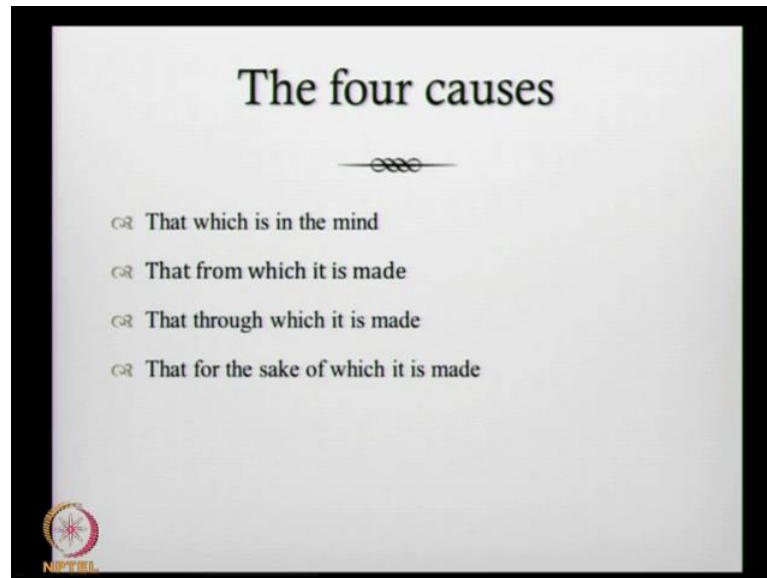 The four causes
That which is in the mind
That from which it is made
That through which it is made
That for the sake of which it is made
NPTEL